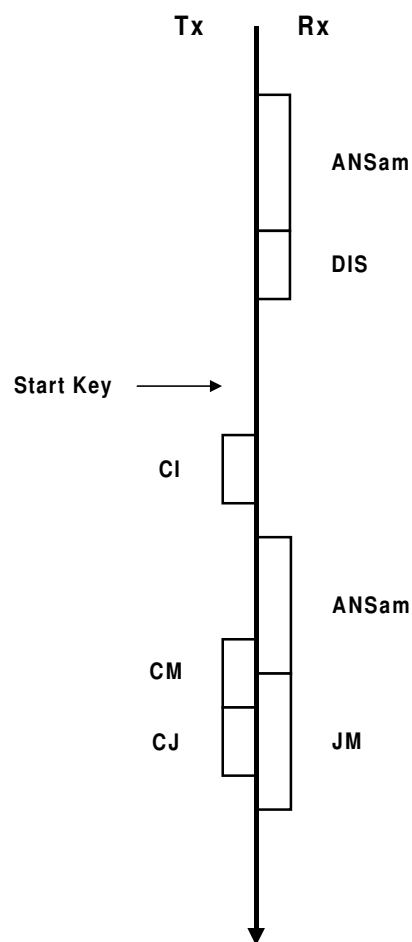 Tx Rx
ANSam
DIS
Start Key
CI
ANSam
CM
CJ JM